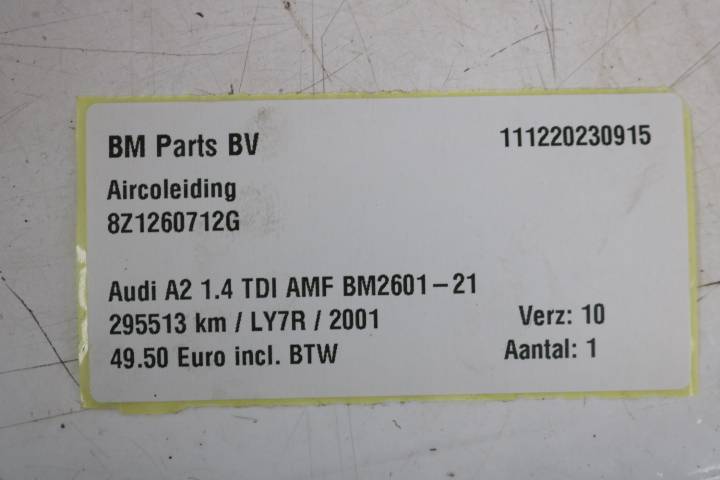 BM Parts BV 111220230915
Aircoleiding
8Z1260712G
Audi A2 1.4 TDI AMF BM2601-21
295513 km / LY7R / 2001 Verz: 10
49.50 Euro incl. BTW Aantal: 1